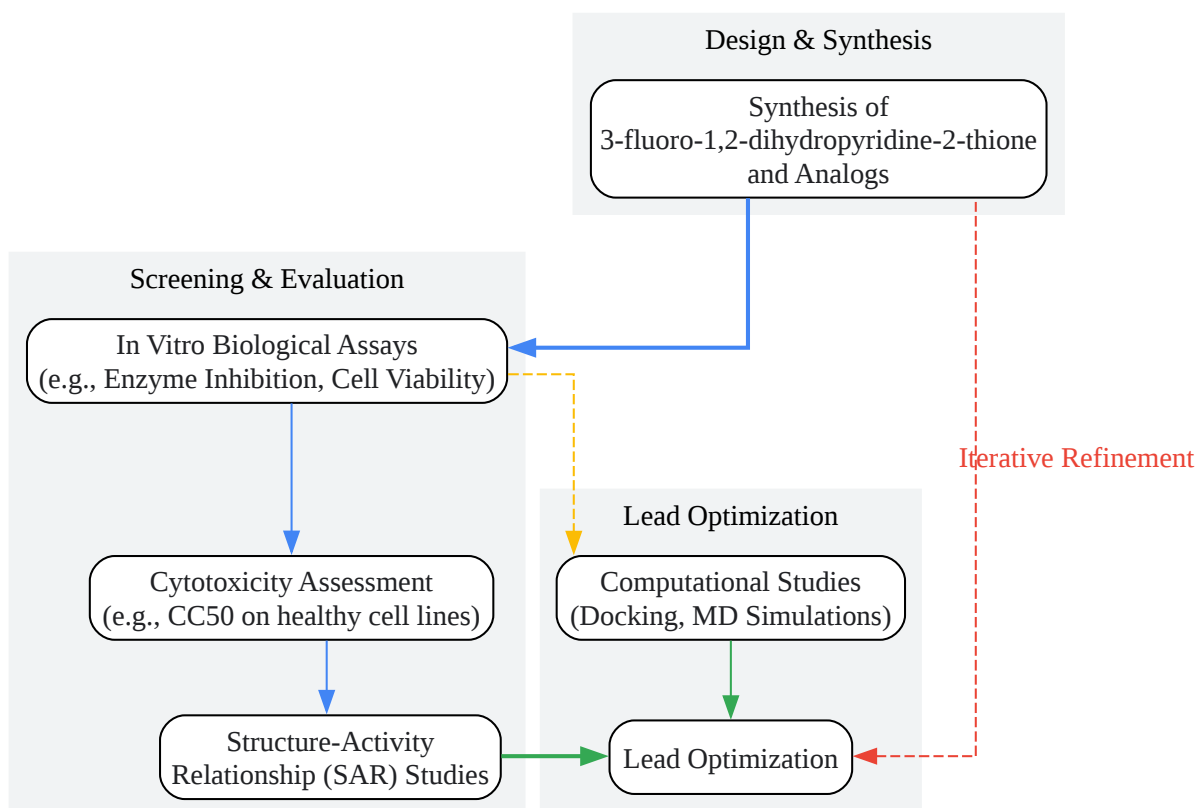 Design & Synthesis
Synthesis of
3-fluoro-1,2-dihydropyridine-2-thione
and Analogs
Screening & Evaluation
In Vitro Biological Assays
(e.g., Enzyme Inhibition, Cell Viability)
Iterative Refinement
Lead Optimization
Cytotoxicity Assessment
(e.g., CC50 on healthy cell lines)
Computational Studies
(Docking, MD Simulations)
Structure-Activity
Relationship (SAR) Studies
Lead Optimization